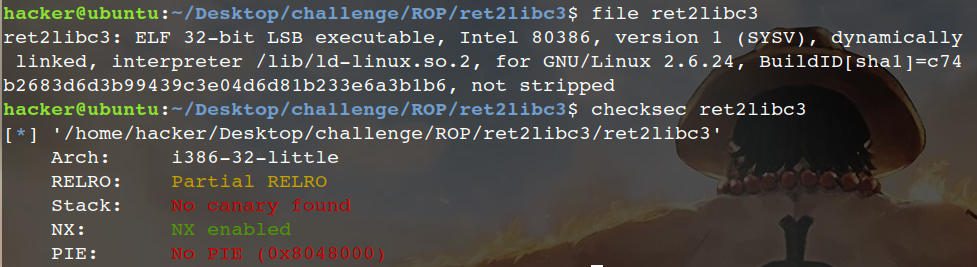 hacker@ubuntu:~/Desktop/challenge/ROP/ret2libc3$ file ret2libc3
ret2libc3: ELF 32-bit LSB executable, Intel 80386, version 1 (SYSV), dynamically
 linked, interpreter /lib/ld-linux.so.2, for GNU/Linux 2.6.24, BuildID[sha1]=c74
b2683d6d3b99439c3e04d6d81b233e6a3b1b6, not stripped
hacker@ubuntu:~/Desktop/challenge/ROP/ret2libc3$ checksec ret2libc3
[*] '/home/hacker/Desktop/challenge/ROP/ret2libc3/ret2libc3'
    Arch:     i386-32-little
    RELRO:    Partial RELRO
    Stack:    No canary found
    NX:       NX enabled
    PIE:      No PIE (0x8048000)